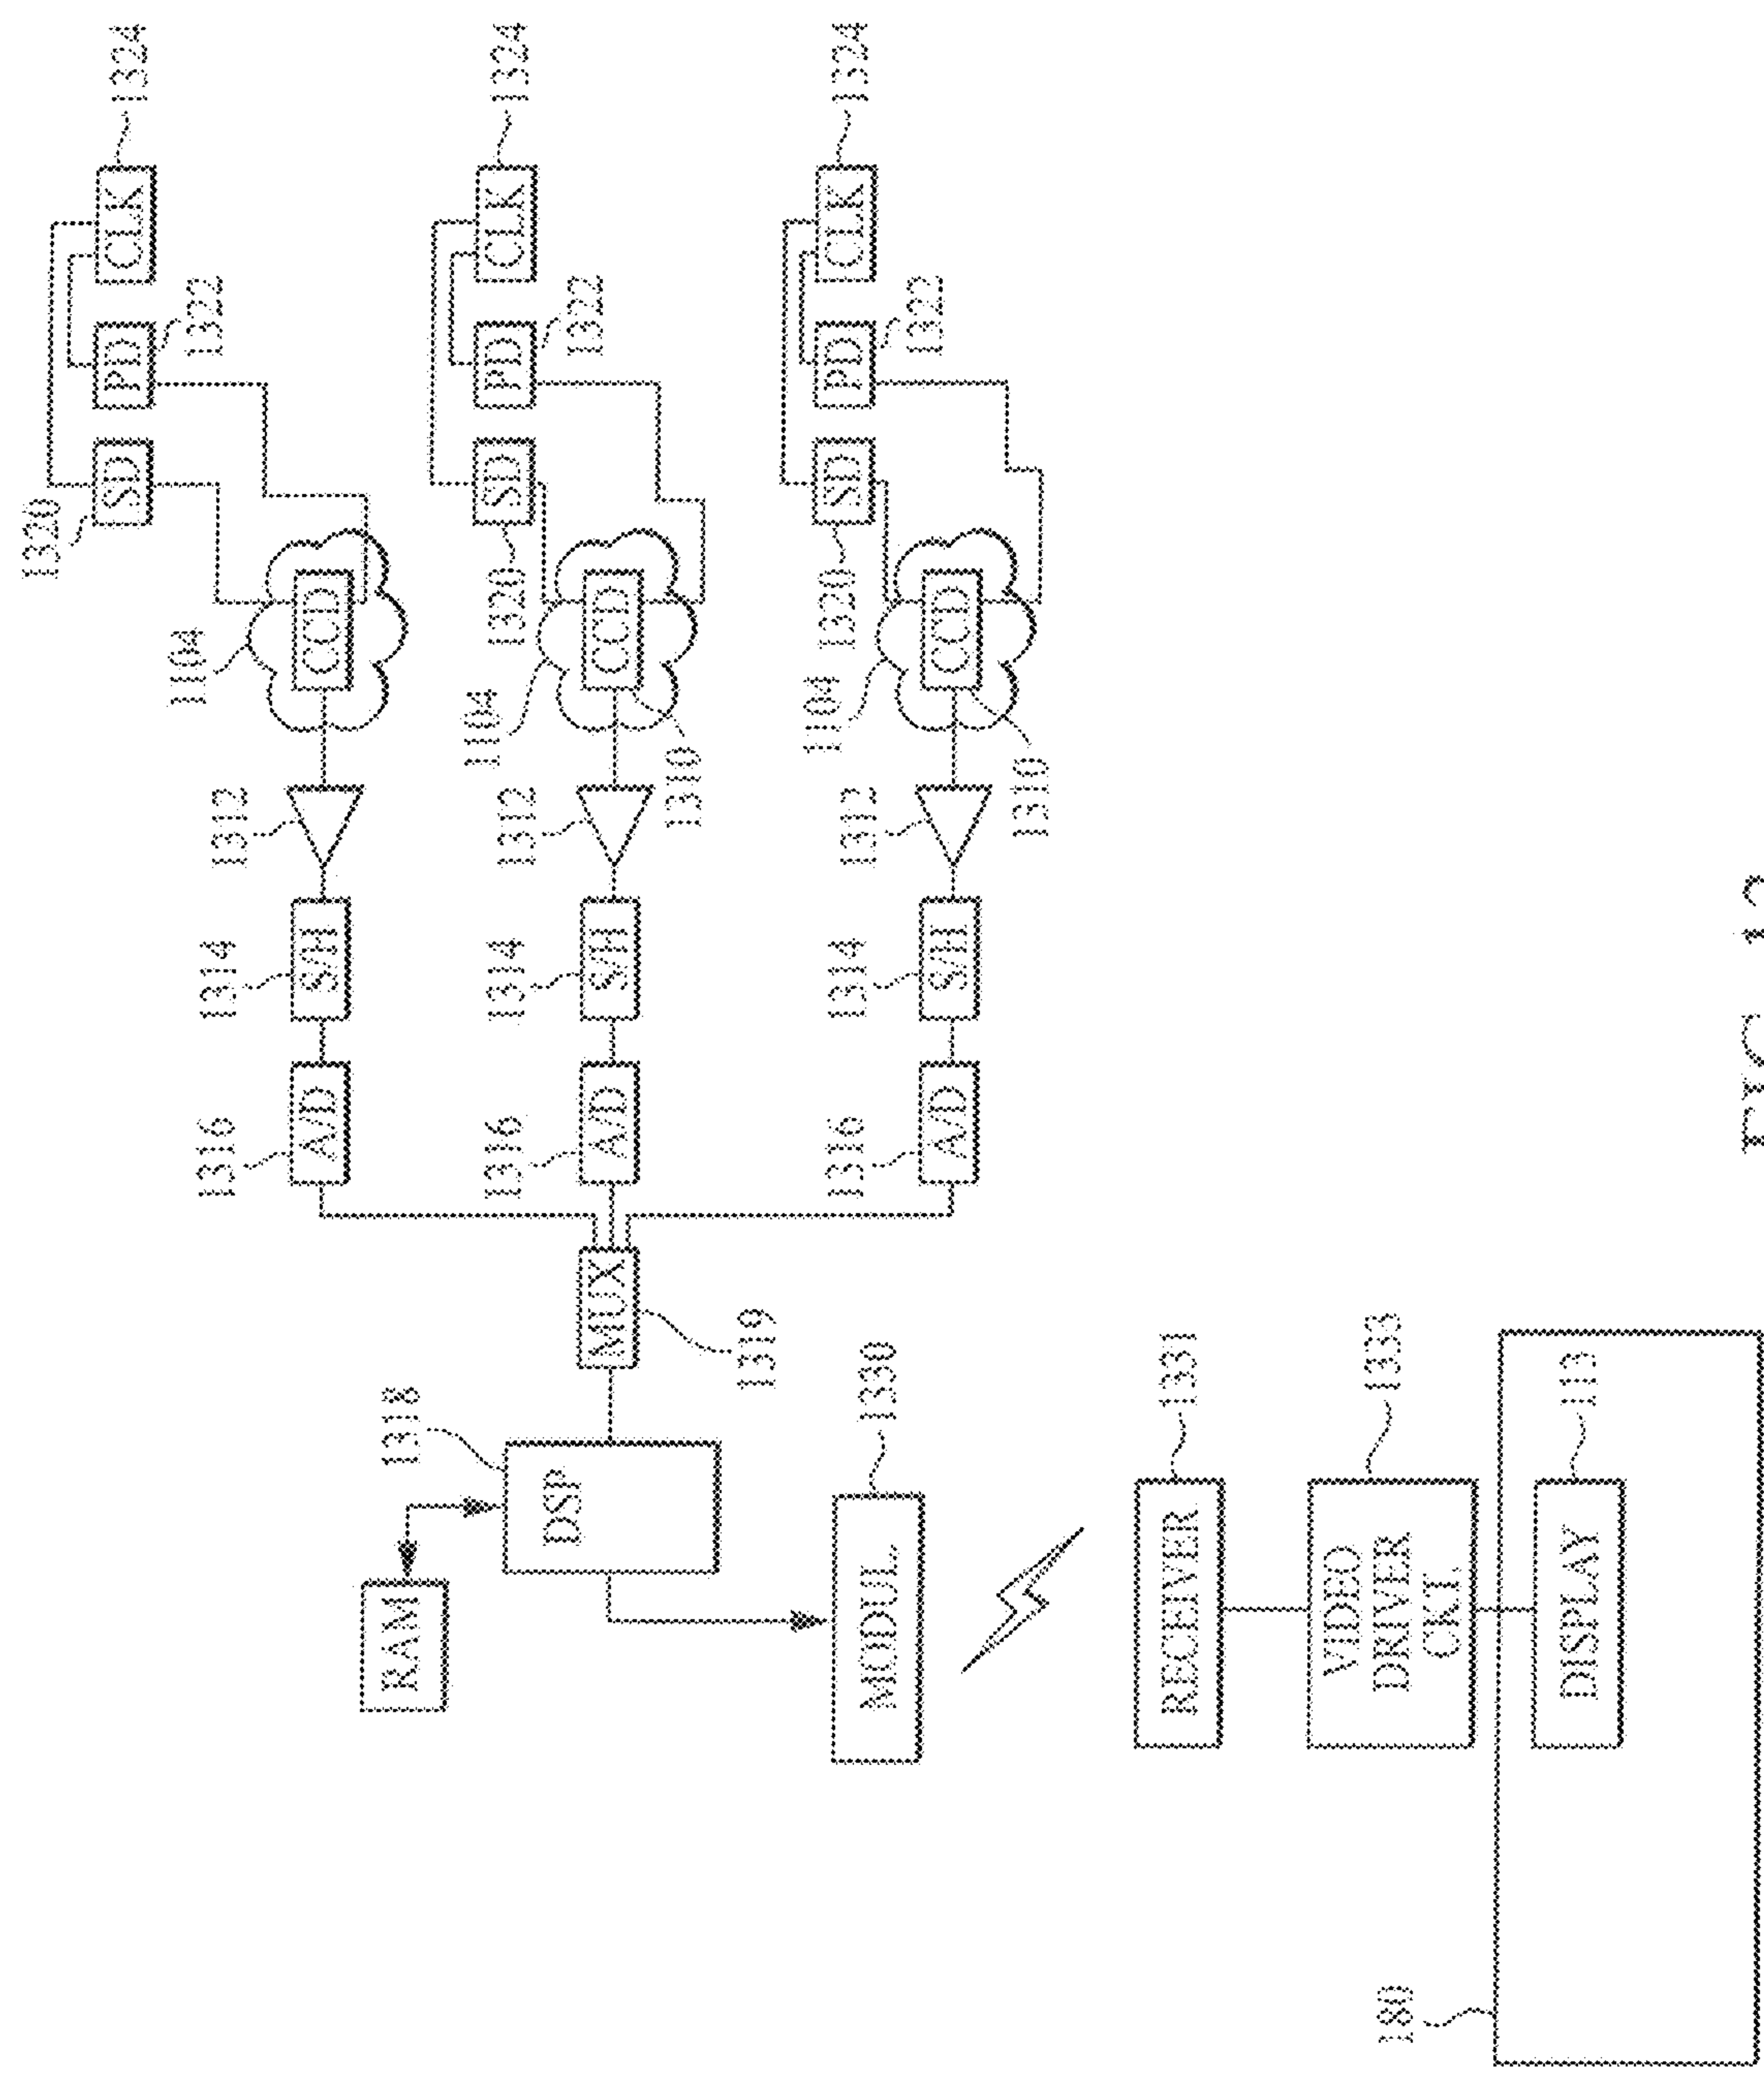 1320
SD PD CLK 1324
1104 1322
1316 1314 1312
A/D S/H CCD
RAM 1318
1104
1316 1314 1312 1320 SD PD CLK 1324
DSP 1322
MUX A/D S/H CCD
1310
1319
1104
1316 1314 1312 1320 SD PD CLK 1324
MODUL. 1330
1322
A/D S/H CCD
1310
RECEIVER 1331
VIDEO
DRIVER 1333
CKT.
180
DISPLAY 113